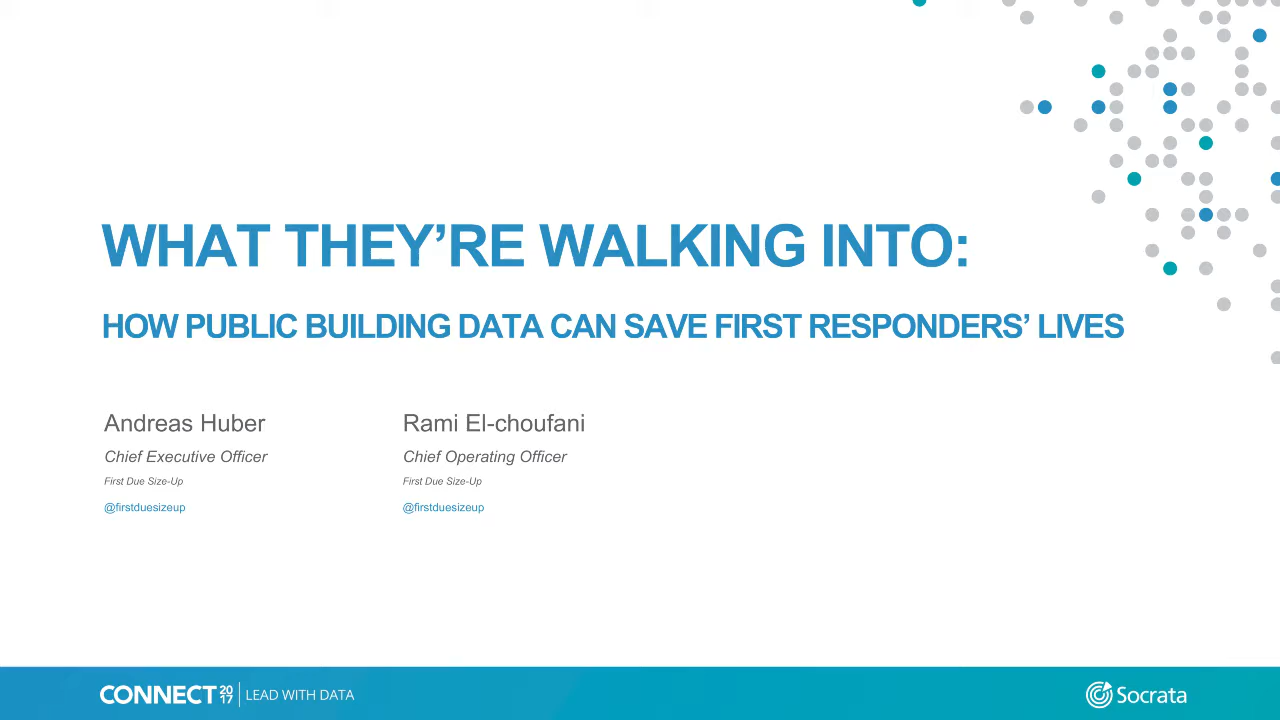 WHAT THEY’RE WALKING INTO:
HOW PUBLIC BUILDING DATA CAN SAVE FIRST RESPONDERS’ LIVES
Andreas Huber
Chief Executive Officer
First Due Size-Up
@firstduesizeup
Rami El-choufani
Chief Operating Officer
First Due Size-Up
@firstduesizeup
CONNECT 2017 LEAD WITH DATA
Socrata